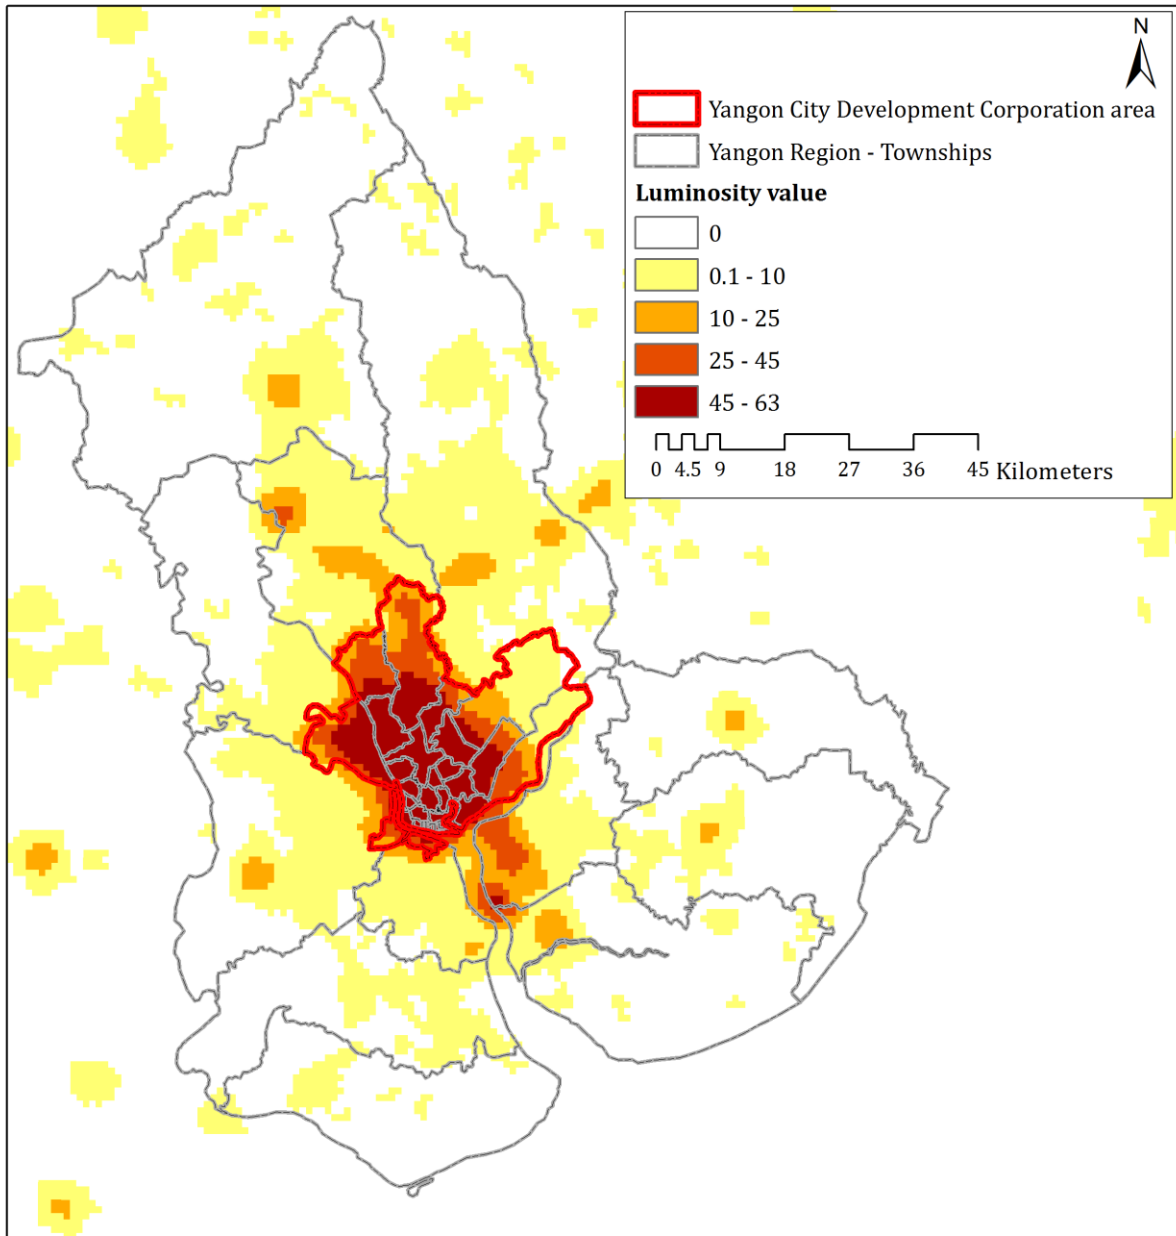 N
Yangon City Development Corporation area
Yangon Region - Townships
Luminosity value
0
0.1 - 10
10 - 25
25 - 45
45 - 63
0 4.5 9 18 27 36 45 Kilometers